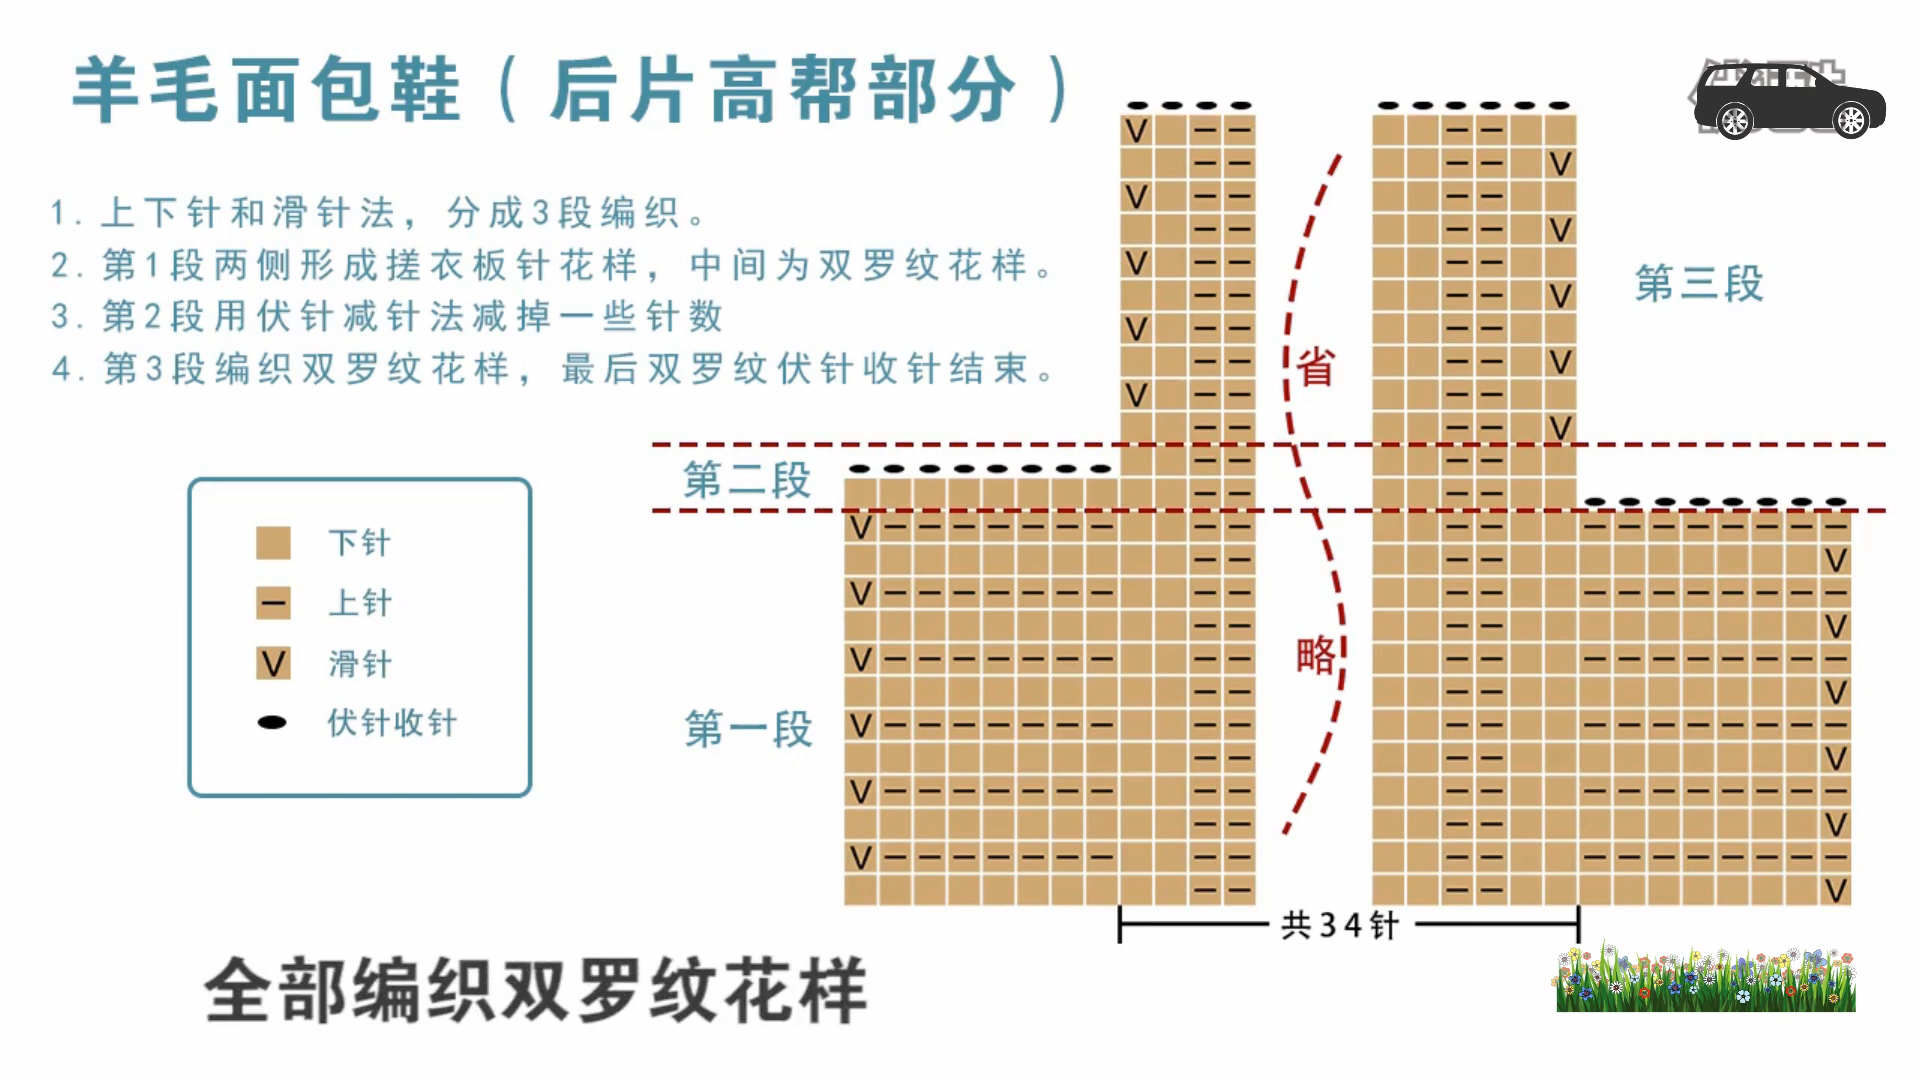 羊毛面包鞋（后片高帮部分）
1. 上下针和滑针法，分成3段编织。
2. 第1段两侧形成搓衣板针花样，中间为双罗纹花样。
3. 第2段用伏针减针法减掉一些针数
4. 第3段编织双罗纹花样，最后双罗纹伏针收针结束。
第三段
省
第二段
下针
上针
V 滑针
伏针收针
略
第一段
共34针
全部编织双罗纹花样